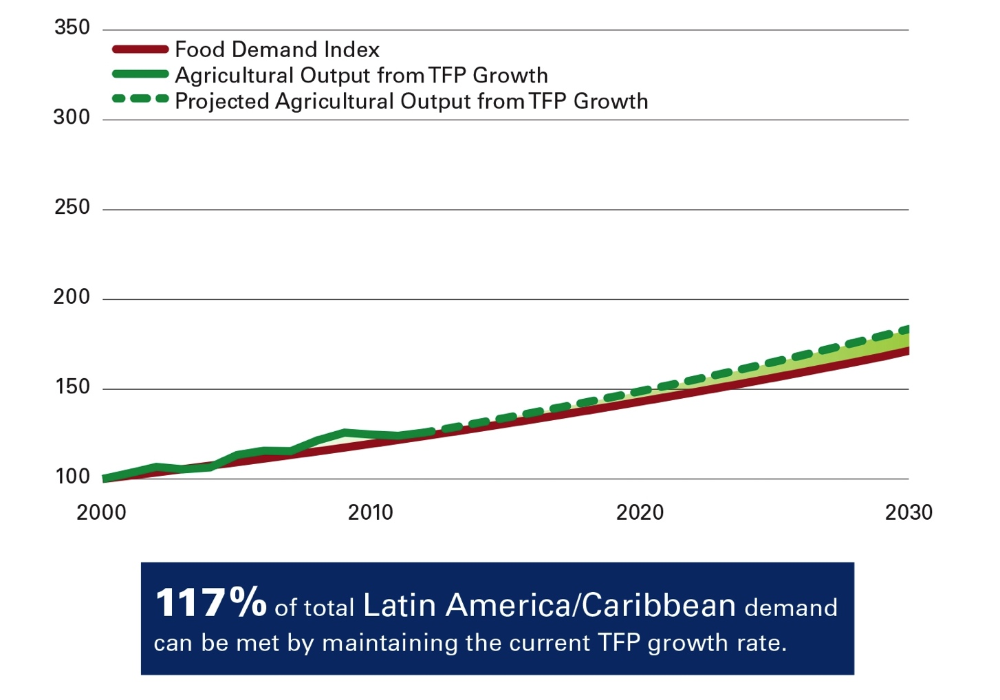 350
Food Demand Index
Agricultural Output from TFP Growth
Projected Agricultural Output from TFP Growth
300
250
200
150
100
2000 2010 2020 2030
117% of total Latin America/Caribbean demand
can be met by maintaining the current TFP growth rate.